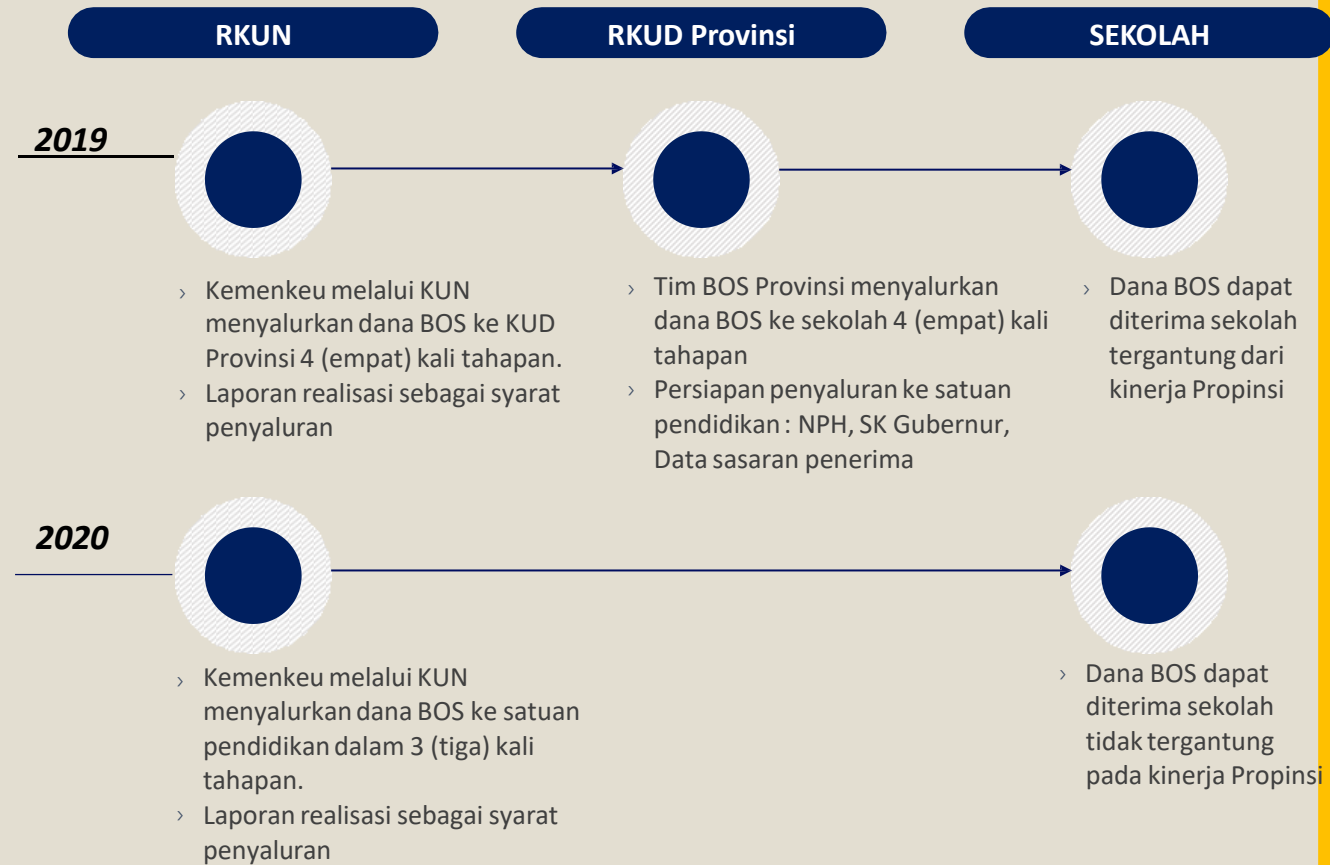 RKUN
RKUD Provinsi
SEKOLAH
2019
› Kemenkeu melalui KUN
menyalurkan dana BOS ke KUD
Provinsi 4 (empat) kali tahapan.
› Laporan realisasi sebagai syarat
penyaluran
› Tim BOS Provinsi menyalurkan
dana BOS ke sekolah 4 (empat) kali
tahapan
› Persiapan penyaluran ke satuan
pendidikan : NPH, SK Gubernur,
Data sasaran penerima
› Dana BOS dapat
diterima sekolah
tergantung dari
kinerja Propinsi
2020
› Kemenkeu melalui KUN
menyalurkan dana BOS ke satuan
pendidikan dalam 3 (tiga) kali
tahapan.
› Laporan realisasi sebagai syarat
penyaluran
› Dana BOS dapat
diterima sekolah
tidak tergantung
pada kinerja Propinsi